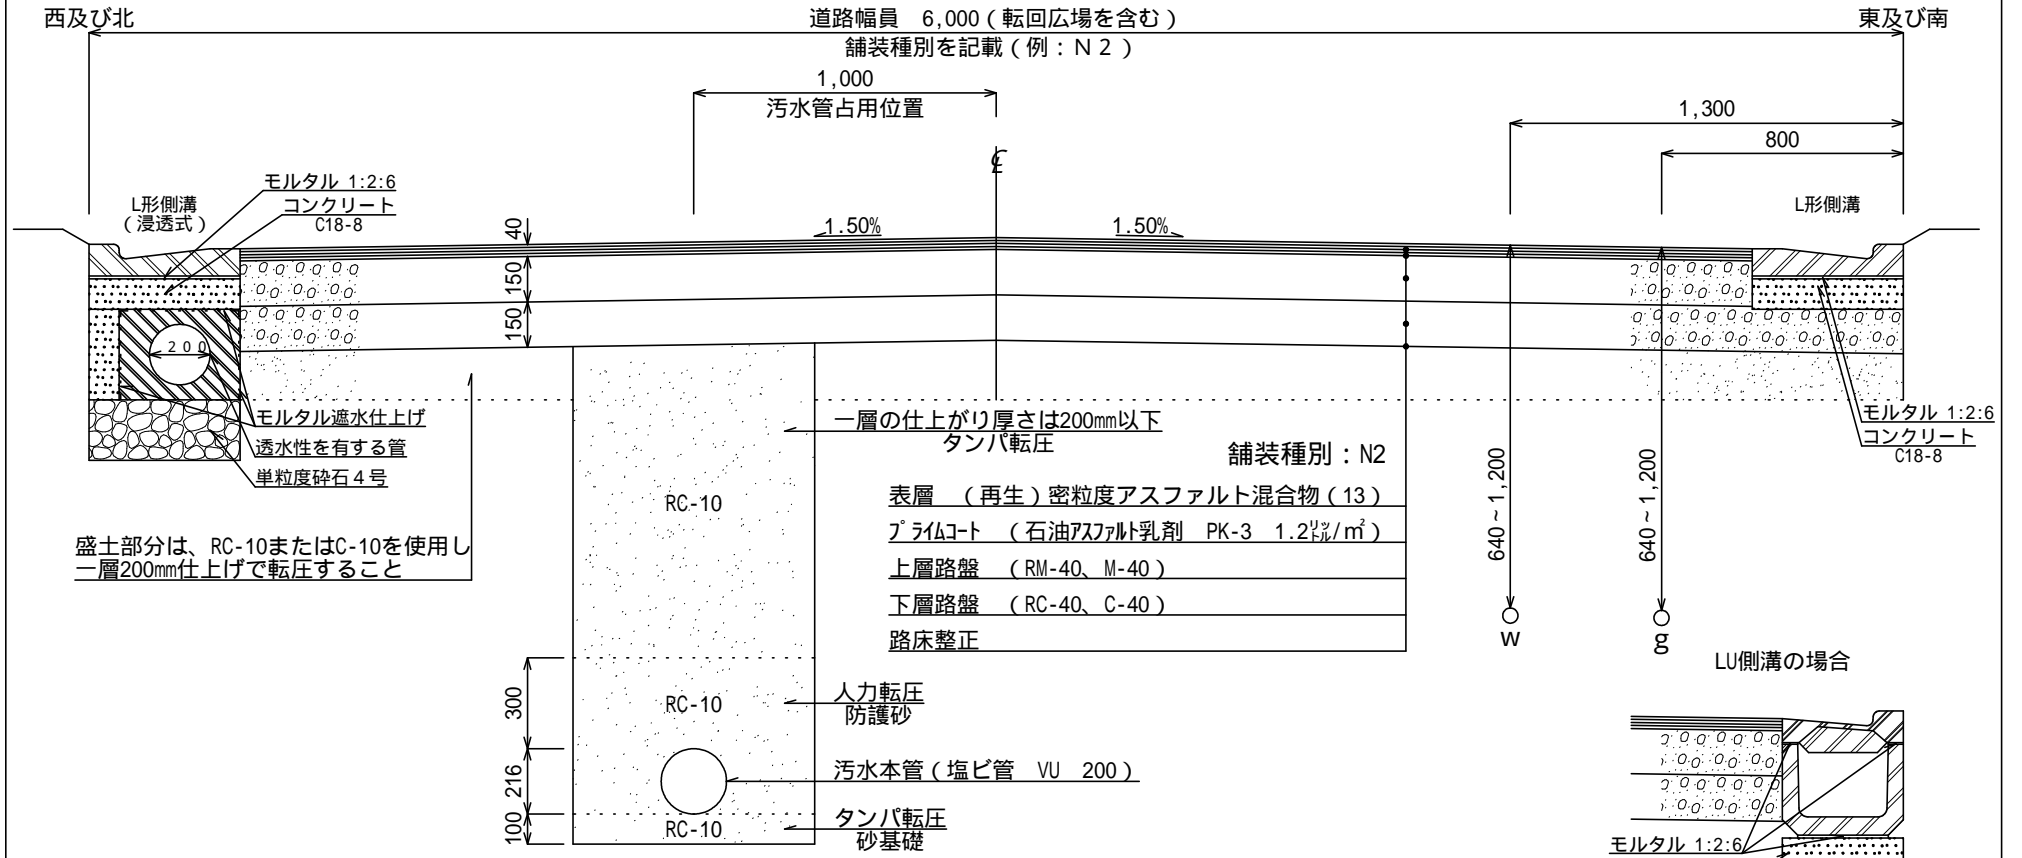 西及び北
道路幅員　6,000（転回広場を含む）
東及び南
舗装種別を記載（例：Ｎ２）
1,000
汚水管占用位置
1,300
800
℄
モルタル 1:2:6
コンクリート
C18-8
L形側溝
（浸透式）
L形側溝
40
1.50%
1.50%
150
150
200
モルタル遮水仕上げ
透水性を有する管
単粒度砕石４号
一層の仕上がり厚さは200mm以下
タンパ転圧
モルタル 1:2:6
コンクリート
C18-8
舗装種別：N2
表層　（再生）密粒度アスファルト混合物（13）
プライムコート　（石油アスファルト乳剤　PK-3　1.2㍑/㎡）
上層路盤　（RM-40、M-40）
下層路盤　（RC-40、C-40）
路床整正
640～1,200
640～1,200
w
g
RC-10
盛土部分は、RC-10またはC-10を使用し
一層200㎜仕上げで転圧すること
LU側溝の場合
300
RC-10
人力転圧
防護砂
216
汚水本管（塩ビ管　VU　200）
100
RC-10
タンパ転圧
砂基礎
モルタル 1:2:6